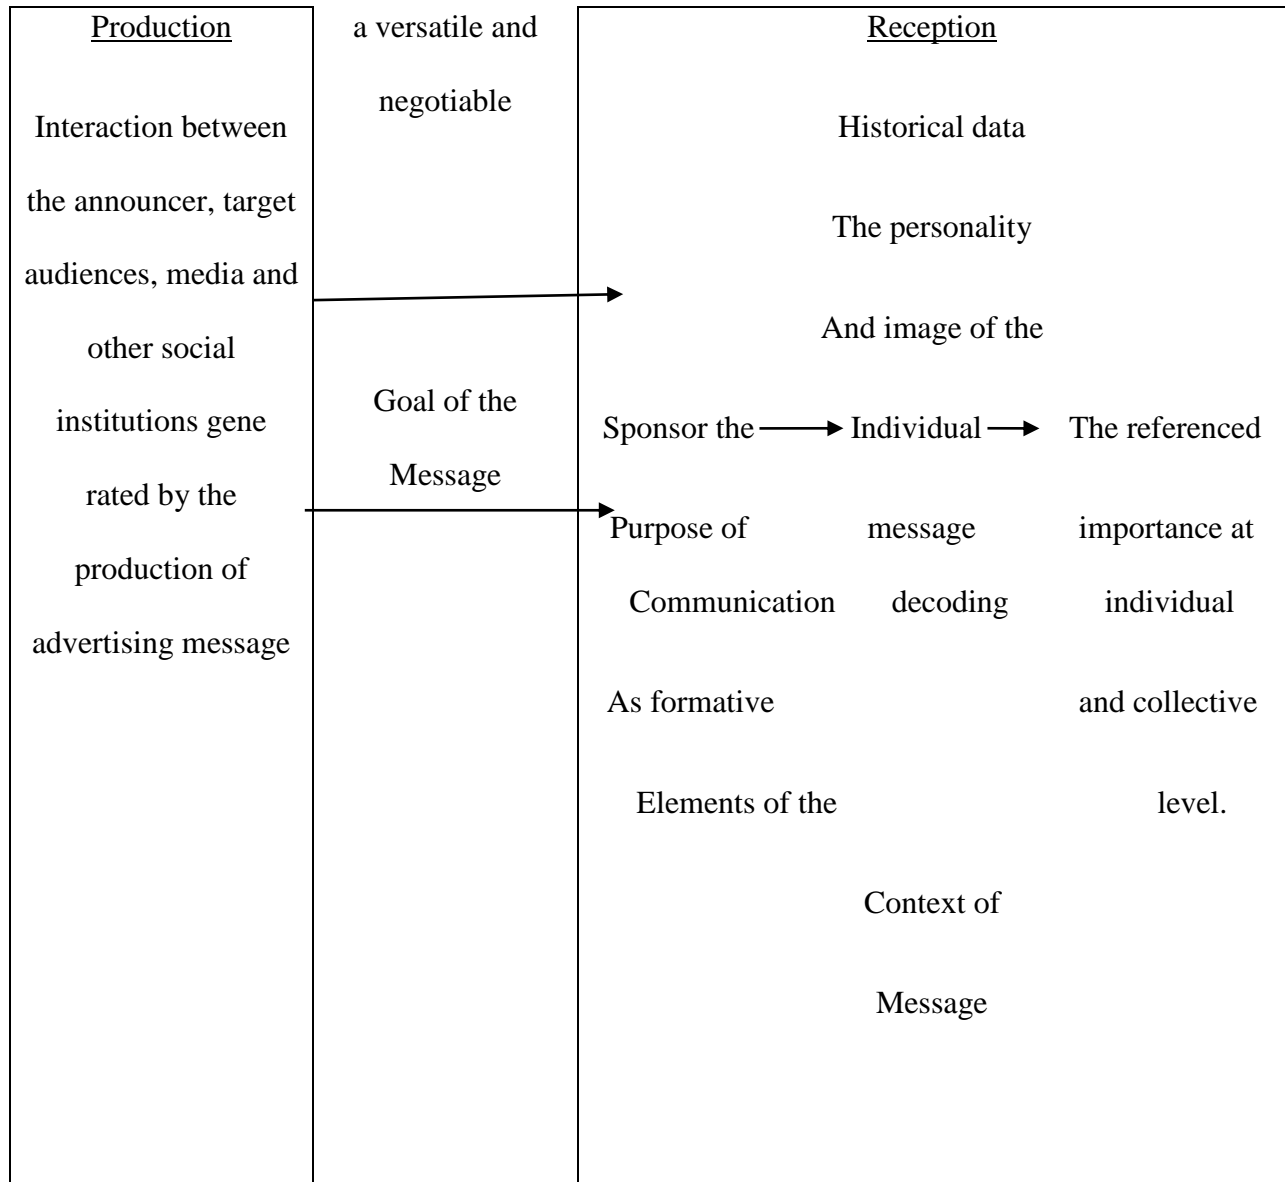 Production
Interaction between
the announcer, target
audiences, media and
other social
institutions gene
rated by the
production of
advertising message
a versatile and
negotiable
Goal of the
Message
Reception
Historical data
The personality
And image of the
Sponsor the Individual The referenced
Purpose of message importance at
Communication decoding individual
As formative and collective
Elements of the level.
Context of
Message